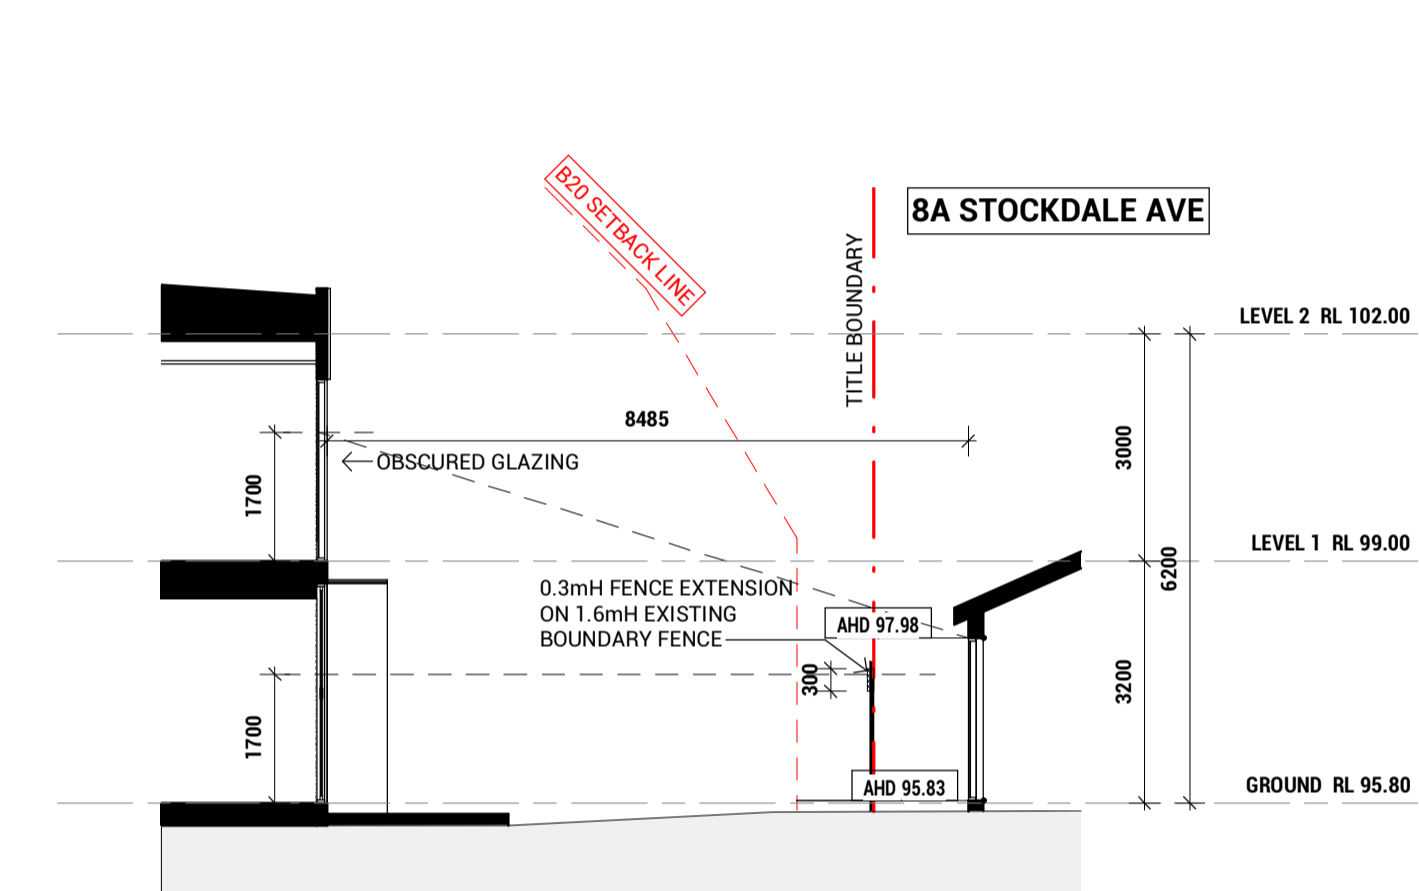 B20 SETBACK LINE
TITLE BOUNDARY
8A STOCKDALE AVE
LEVEL 2 RL 102.00
8485
3000
OBSCURED GLAZING
1700
LEVEL 1 RL 99.00
6200
0.3mH FENCE EXTENSION
ON 1.6mH EXISTING
BOUNDARY FENCE
AHD 97.98
300
3200
1700
AHD 95.83
GROUND RL 95.80